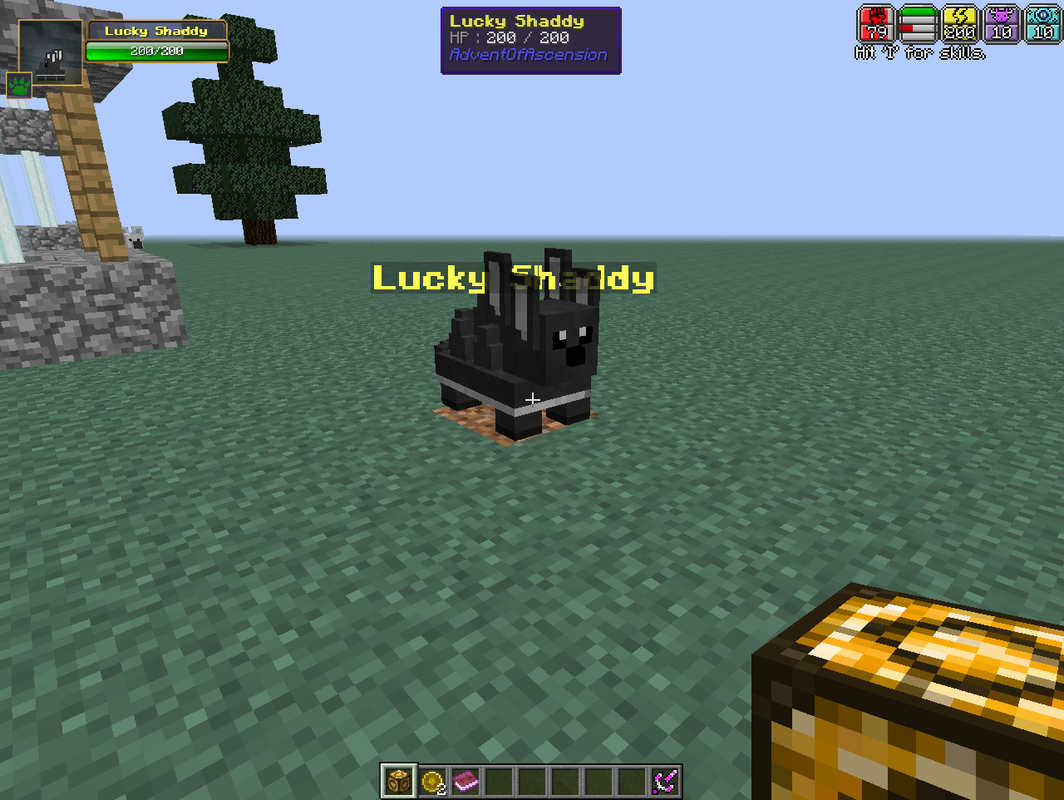 Lucky Shaddy
200/200
Lucky Shaddy
HP : 200 / 200
AdventOfAscension
79
200
10
10
Hit 'I' for skills.
Lucky Shaddy
2